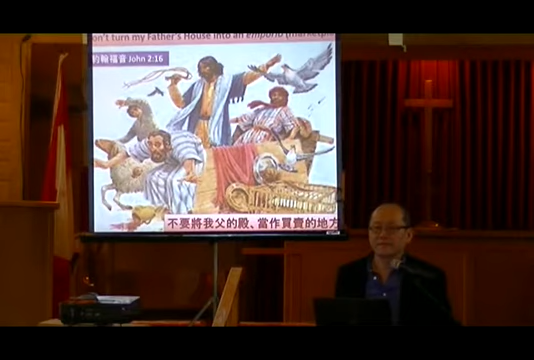 on't turn my Father's House into an emporio (marketpl
約翰福音 John 2:16
不要將我父的殿、當作買賣的地方